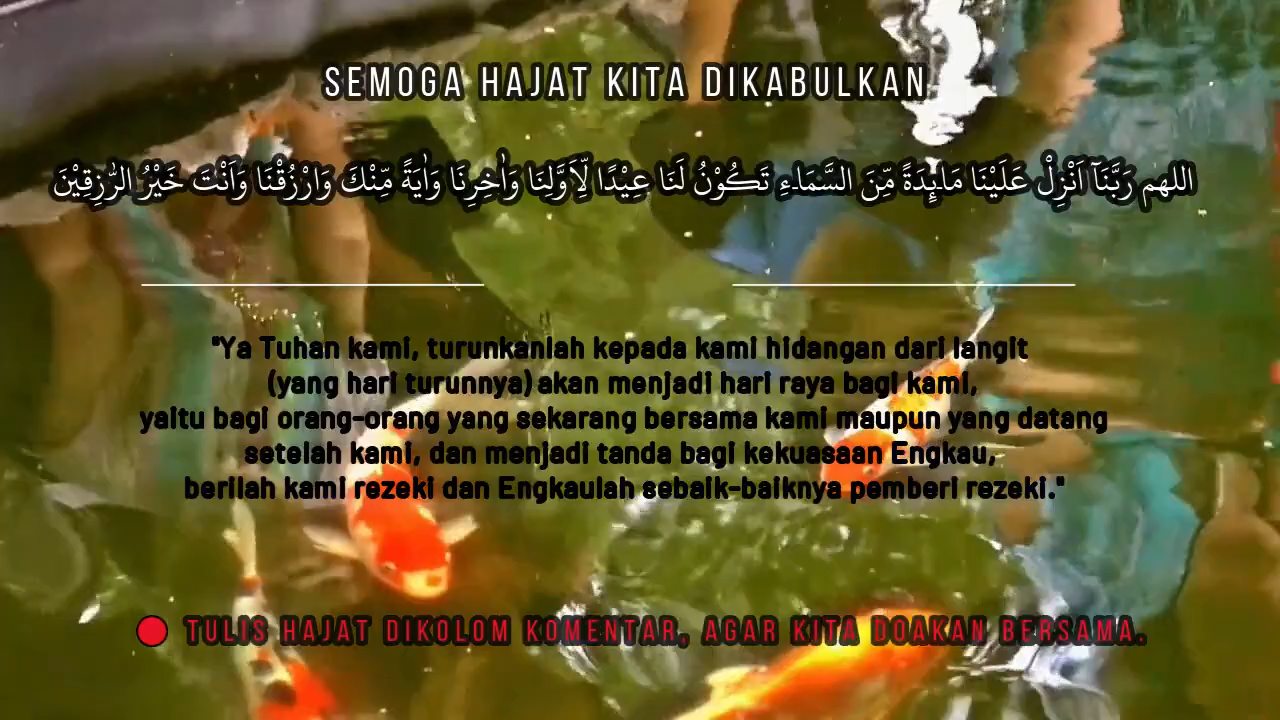 SEMOGA HAJAT KITA DIKABULKAN
اللهم رَبَّنَآ اَنْزِلْ عَلَيْنَا مَاۤىِٕدَةً مِّنَ السَّمَاۤءِ تَكُوْنُ لَنَا عِيْدًا لِّاَوَّلِنَا وَاٰخِرِنَا وَاٰيَةً مِّنْكَ وَارْزُقْنَا وَاَنْتَ خَيْرُ الرّٰزِقِيْنَ
"Ya Tuhan kami, turunkanlah kepada kami hidangan dari langit
(yang hari turunnya) akan menjadi hari raya bagi kami,
yaitu bagi orang-orang yang sekarang bersama kami maupun yang datang
setelah kami, dan menjadi tanda bagi kekuasaan Engkau,
berilah kami rezeki dan Engkaulah sebaik-baiknya pemberi rezeki."
TULIS HAJAT DIKOLOM KOMENTAR, AGAR KITA DOAKAN BERSAMA.